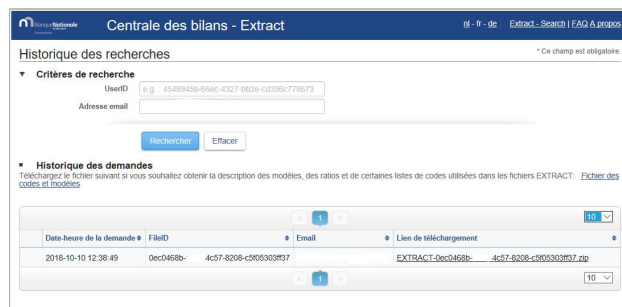 BanqueNationale
Centrale des bilans - Extract
nl - fr - de Extract - Search | FAQ A propos
Historique des recherches
* Ce champ est obligatoire.
Critères de recherche
UserID e.g. : 4548945b-66ec-4327-bb2e-cd356c778673
Adresse email
Rechercher Effacer
Historique des demandes
Téléchargez le fichier suivant si vous souhaitez obtenir la description des modèles, des ratios et de certaines listes de codes utilisées dans les fichiers EXTRACT: Fichier des
codes et modèles
< 1 > 10
Date-heure de la demande FileID Email Lien de téléchargement
2018-10-10 12:38:49 0ec0468b- 4c57-8208-c5f05303ff37 EXTRACT-0ec0468b- 4c57-8208-c5f05303ff37.zip
< 1 > 10